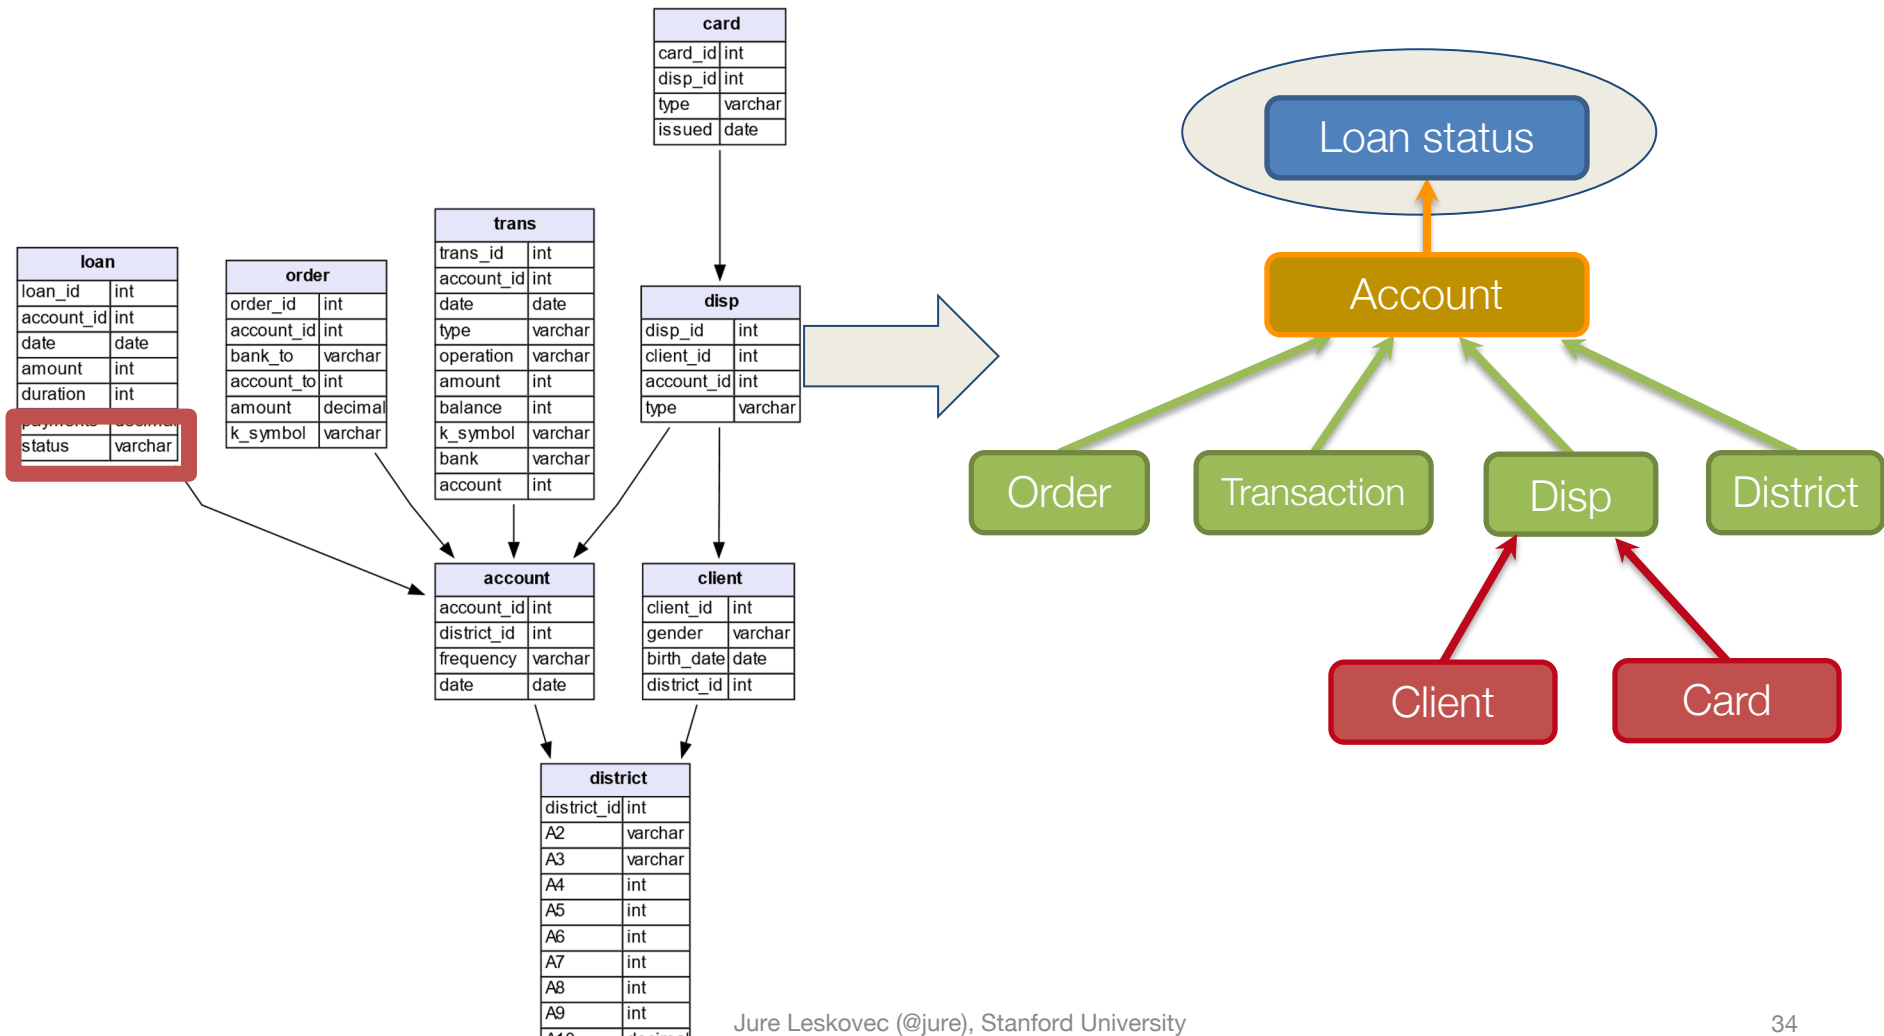 card
card_id int
disp_id int
type varchar
issued date
trans
trans_id int
account_id int
date date
type varchar
operation varchar
amount int
balance int
k_symbol varchar
bank varchar
account int
loan
loan_id int
account_id int
date date
amount int
duration int
payments decimal
status varchar
order
order_id int
account_id int
bank_to varchar
account_to int
amount decimal
k_symbol varchar
disp
disp_id int
client_id int
account_id int
type varchar
account
account_id int
district_id int
frequency varchar
date date
client
client_id int
gender varchar
birth_date date
district_id int
district
district_id int
A2 varchar
A3 varchar
A4 int
A5 int
A6 int
A7 int
A8 int
A9 int
A10 decimal
Loan status
Account
Order Transaction Disp District
Client Card
Jure Leskovec (@jure), Stanford University
34